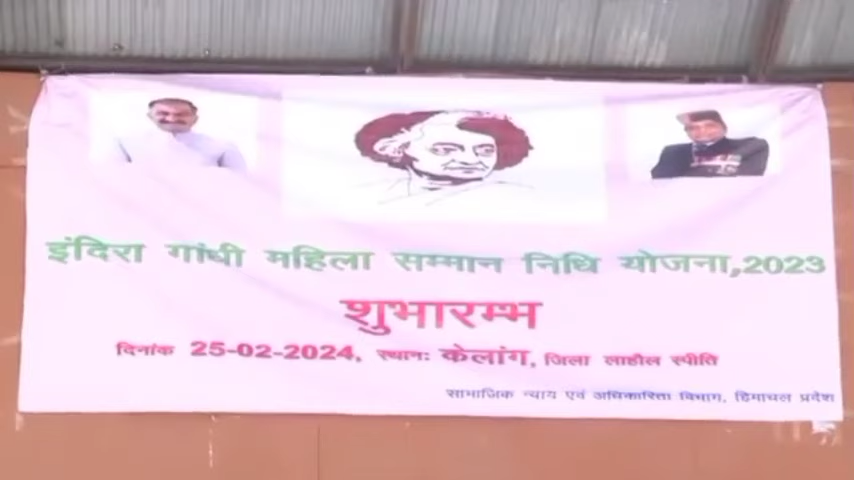 इंदिरा गांधी महिला सम्मान निधि योजना,2023
शुभारम्भ
दिनांक 25-02-2024, स्थानः केलांग, जिला लाहौल स्पीति
सामाजिक न्याय एवं अधिकारिता विभाग, हिमाचल प्रदेश